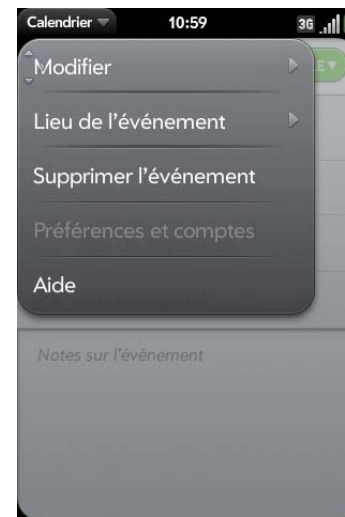 Calendrier 10:59 3G
Modifier
Lieu de l'événement
Supprimer l'événement
Préférences et comptes
Aide
Notes sur l'événement